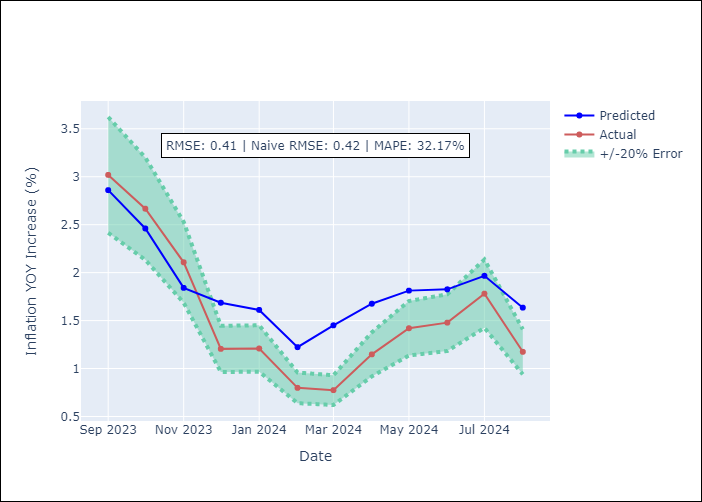 RMSE: 0.41 | Naive RMSE: 0.42 | MAPE: 32.17%
Predicted
Actual
+/-20% Error
Inflation YOY Increase (%)
3.5
3
2.5
2
1.5
1
0.5
Sep 2023
Nov 2023
Jan 2024
Mar 2024
May 2024
Jul 2024
Date